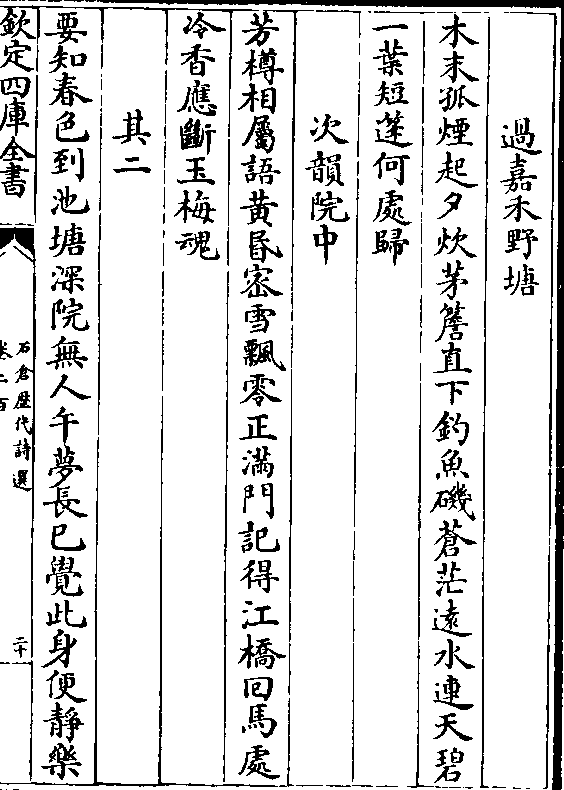 過嘉禾野塘
木末孤煙起夕炊茅簷直下釣魚磯蒼茫遠水連天碧
一葉短蓬何處歸
次韻院中
芳樽相屬語黄昏密雪飄零正滿門記得江橋回馬處
冷香應斷玉梅魂
其二
要知春色到池塘深院無人午夢長已覺此身便靜樂
欽定四庫全書
石倉歷代詩選
卷二百
二十